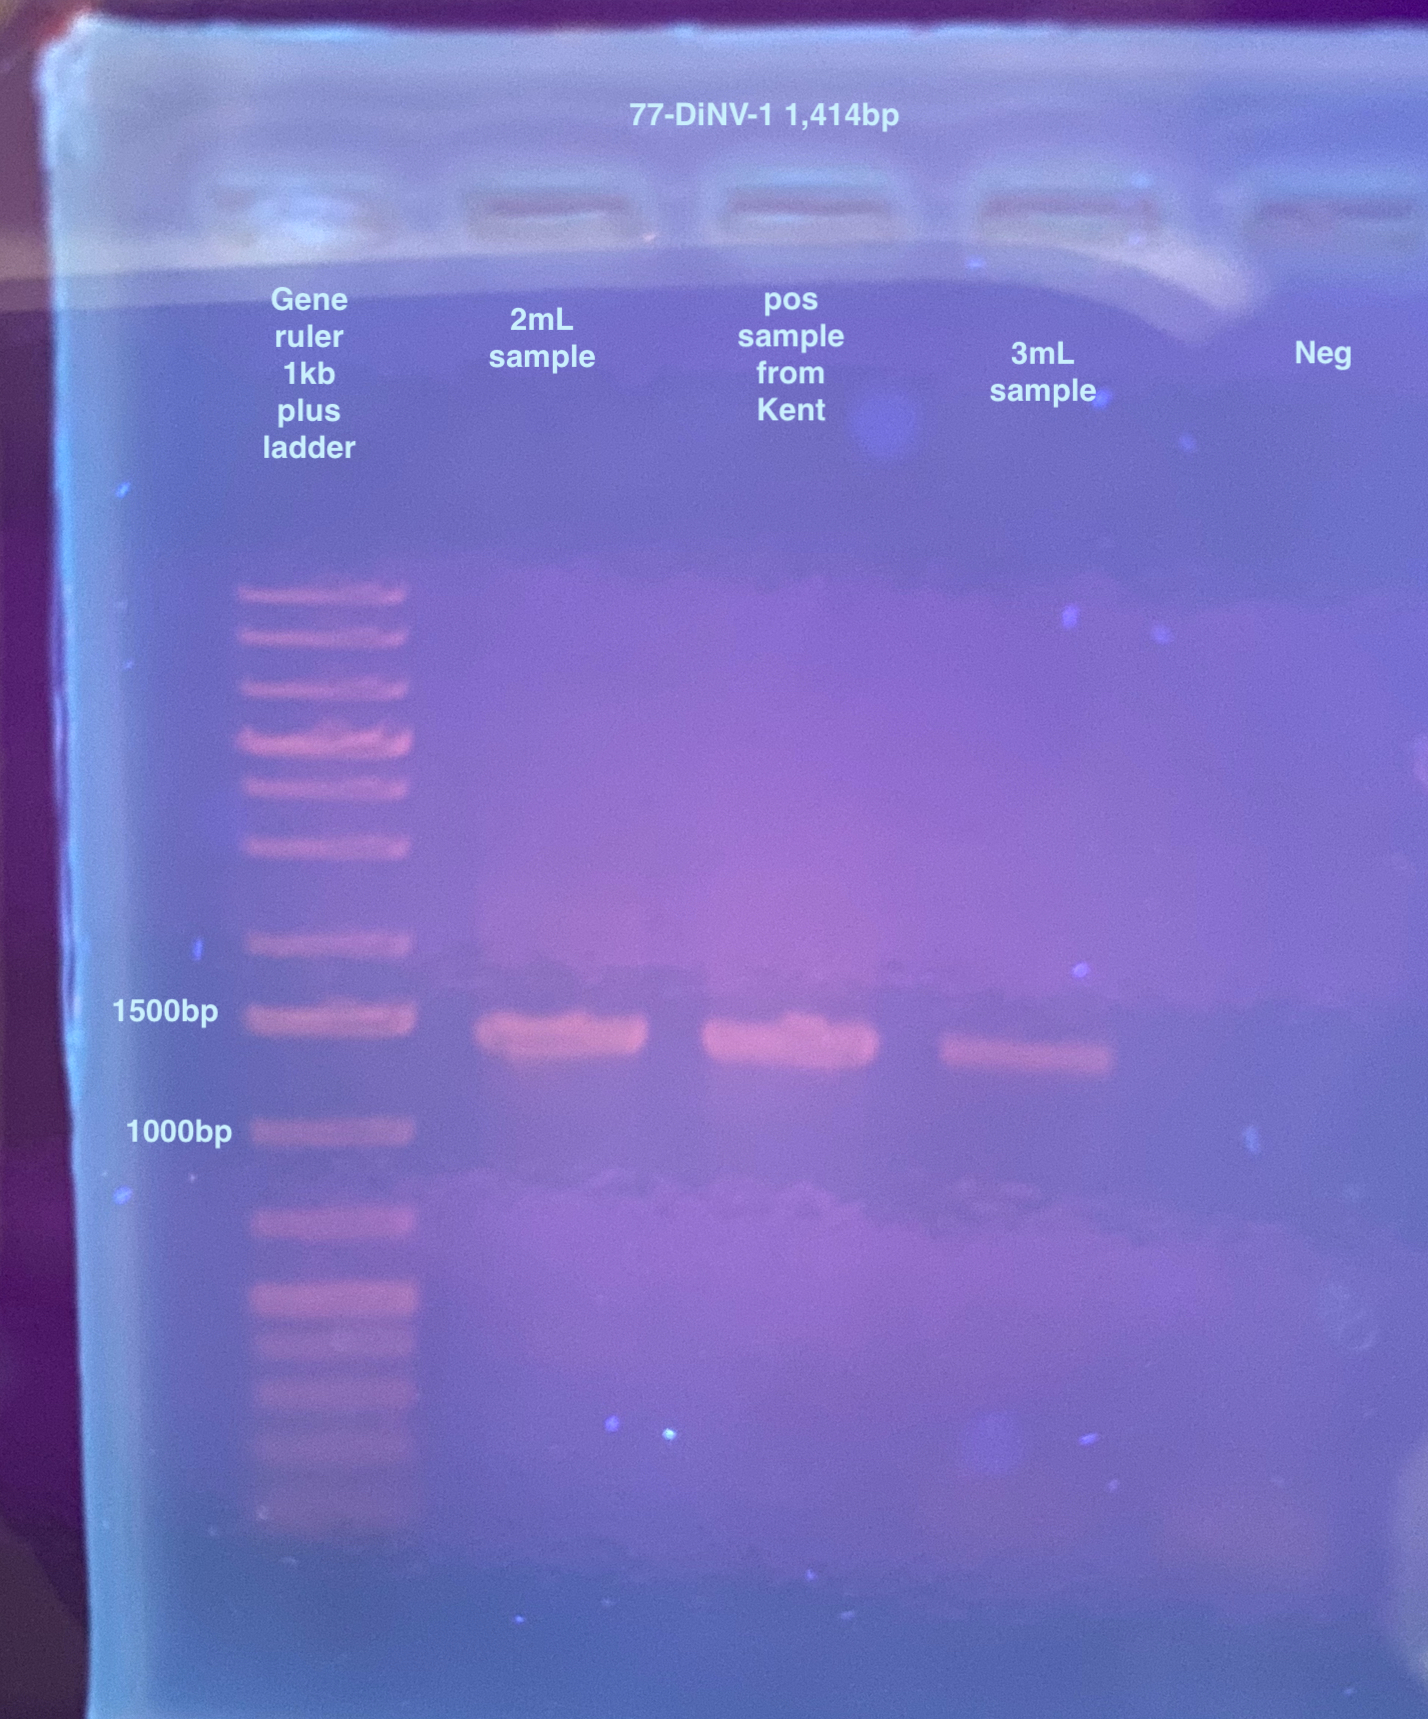 77-DiNV-1 1,414bp
Gene
ruler
1kb
plus
ladder
2mL
sample
pos
sample
from
Kent
3mL
sample
Neg
1500bp
1000bp